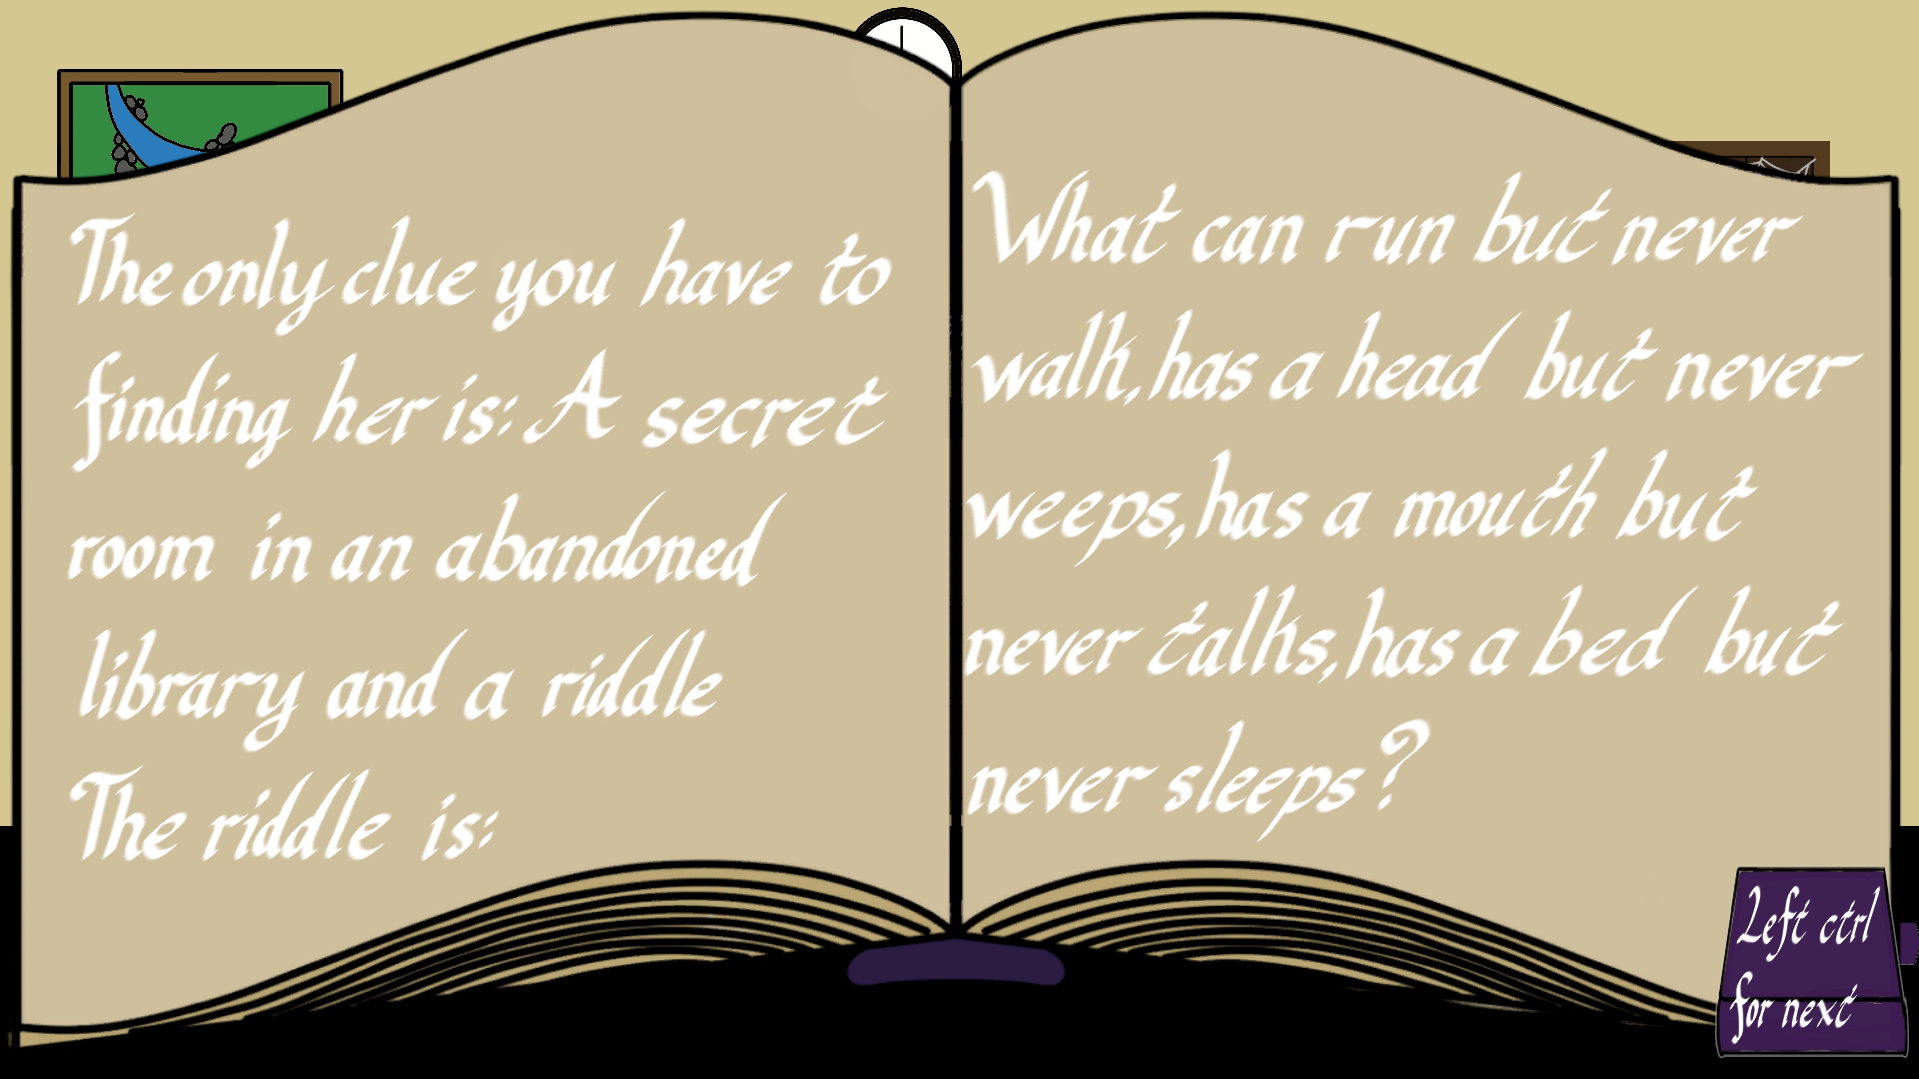 The only clue you have to
finding her is: A secret
room in an abandoned
library and a riddle
The riddle is:
What can run but never
walk, has a head but never
weeps, has a mouth but
never talks, has a bed but
never sleeps?
Left ctrl
for next